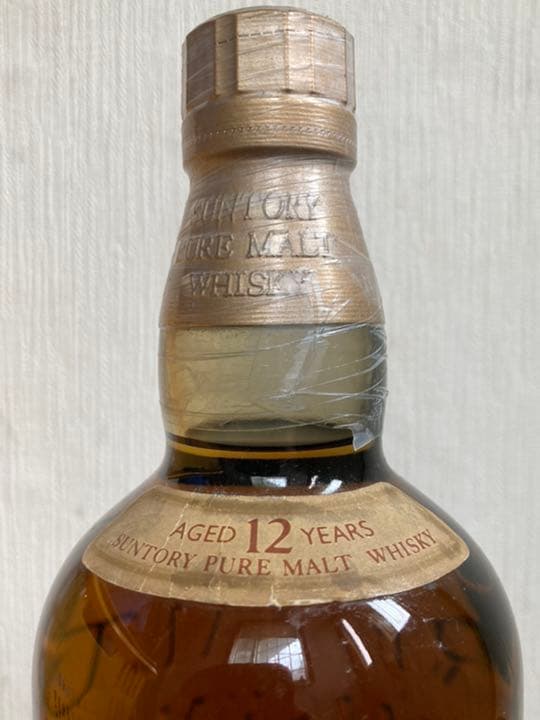 SUNTORY
PURE MALT
WHISKY
AGED 12 YEARS
SUNTORY PURE MALT WHISKY